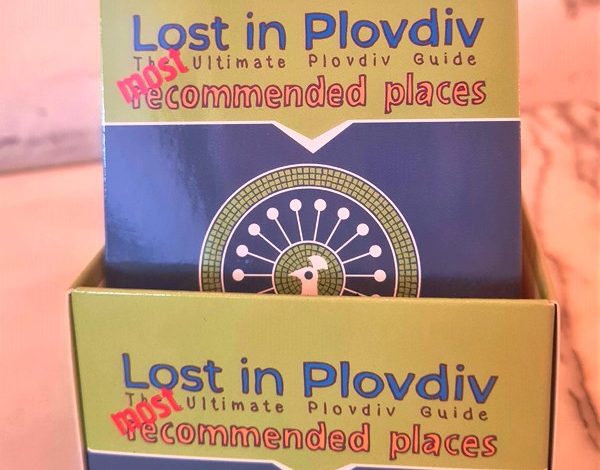 Lost in Plovdiv
The Ultimate Plovdiv Guide
most
recommended places
Lost in Plovdiv
The Ultimate Plovdiv Guide
most
recommended places